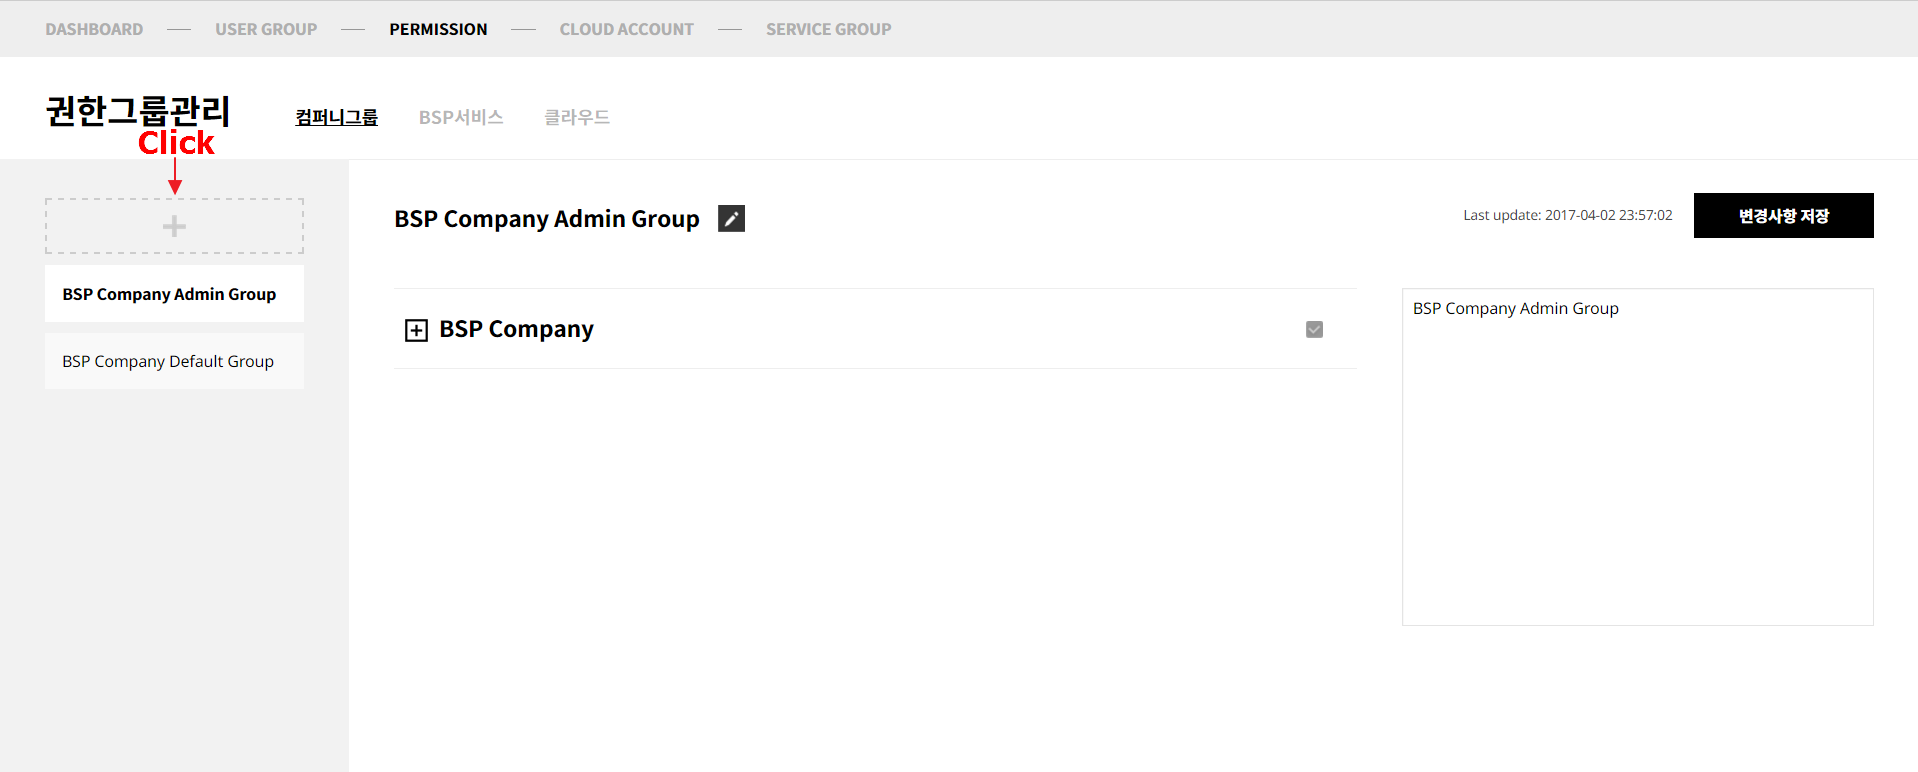 DASHBOARD USER GROUP PERMISSION CLOUD ACCOUNT SERVICE GROUP
권한그룹관리 컴퍼니그룹 BSP서비스 클라우드
Click
BSP Company Admin Group
BSP Company Default Group
BSP Company Admin Group
Last update: 2017-04-02 23:57:02 변경사항 저장
BSP Company
BSP Company Admin Group